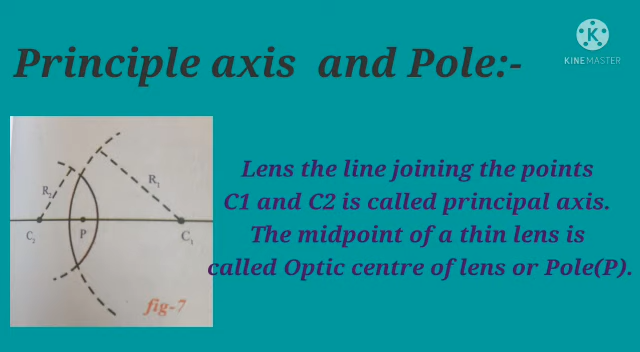 Principle axis and Pole:-
KINEMASTER
R₂
R₁
C₂
P
C₁
fig-7
Lens the line joining the points
C1 and C2 is called principal axis.
The midpoint of a thin lens is
called Optic centre of lens or Pole(P).